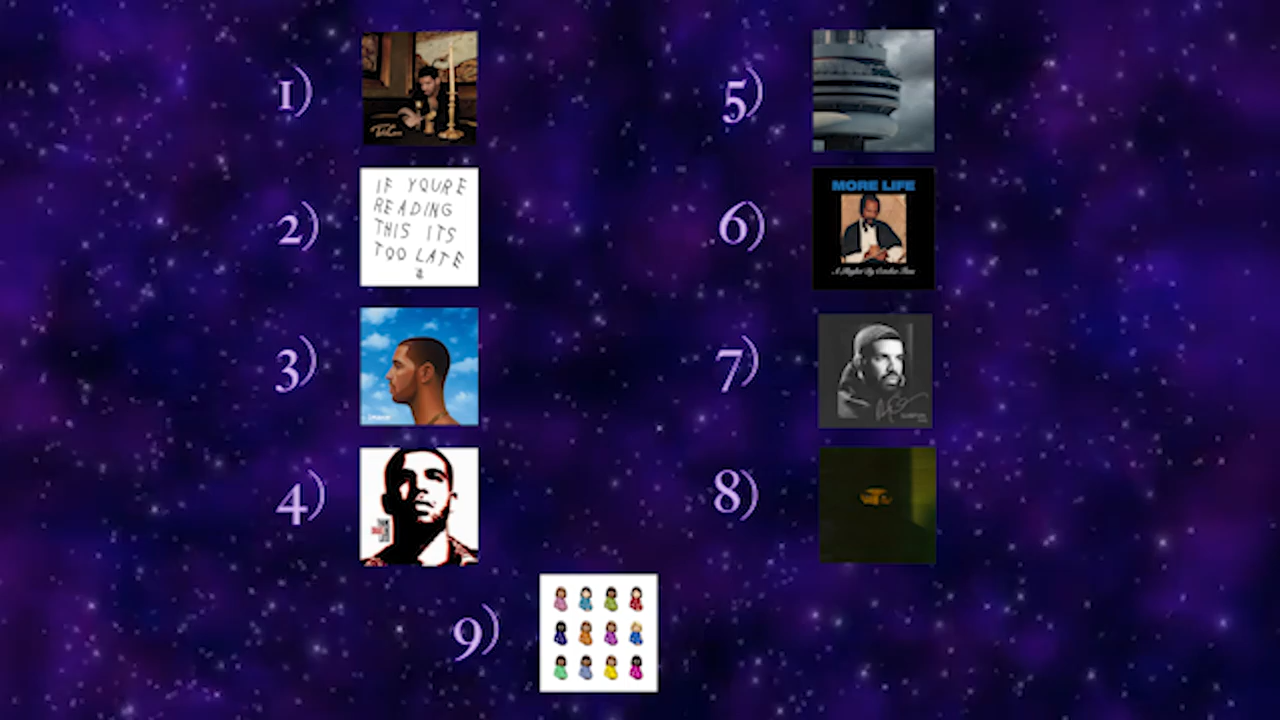 1)
2)
IF YOURE
READING
THIS ITS
TOO LATE
3)
4)
5)
6)
MORE LIFE
7)
8)
9)